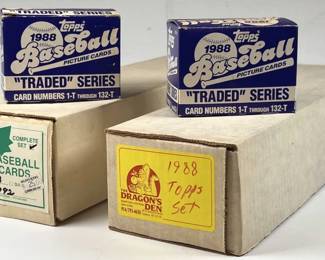 Topps
1988
Baseball
PICTURE CARDS
"TRADED" SERIES
CARD NUMBERS 1-T THROUGH 132-T
Topps
1988
Baseball
PICTURE CARDS
"TRADED" SERIES
CARD NUMBERS 1-T THROUGH 132-T
COMPLETE
SET
BASEBALL
CARDS
792
THE
DRAGON'S
DEN
1988
Topps
Set